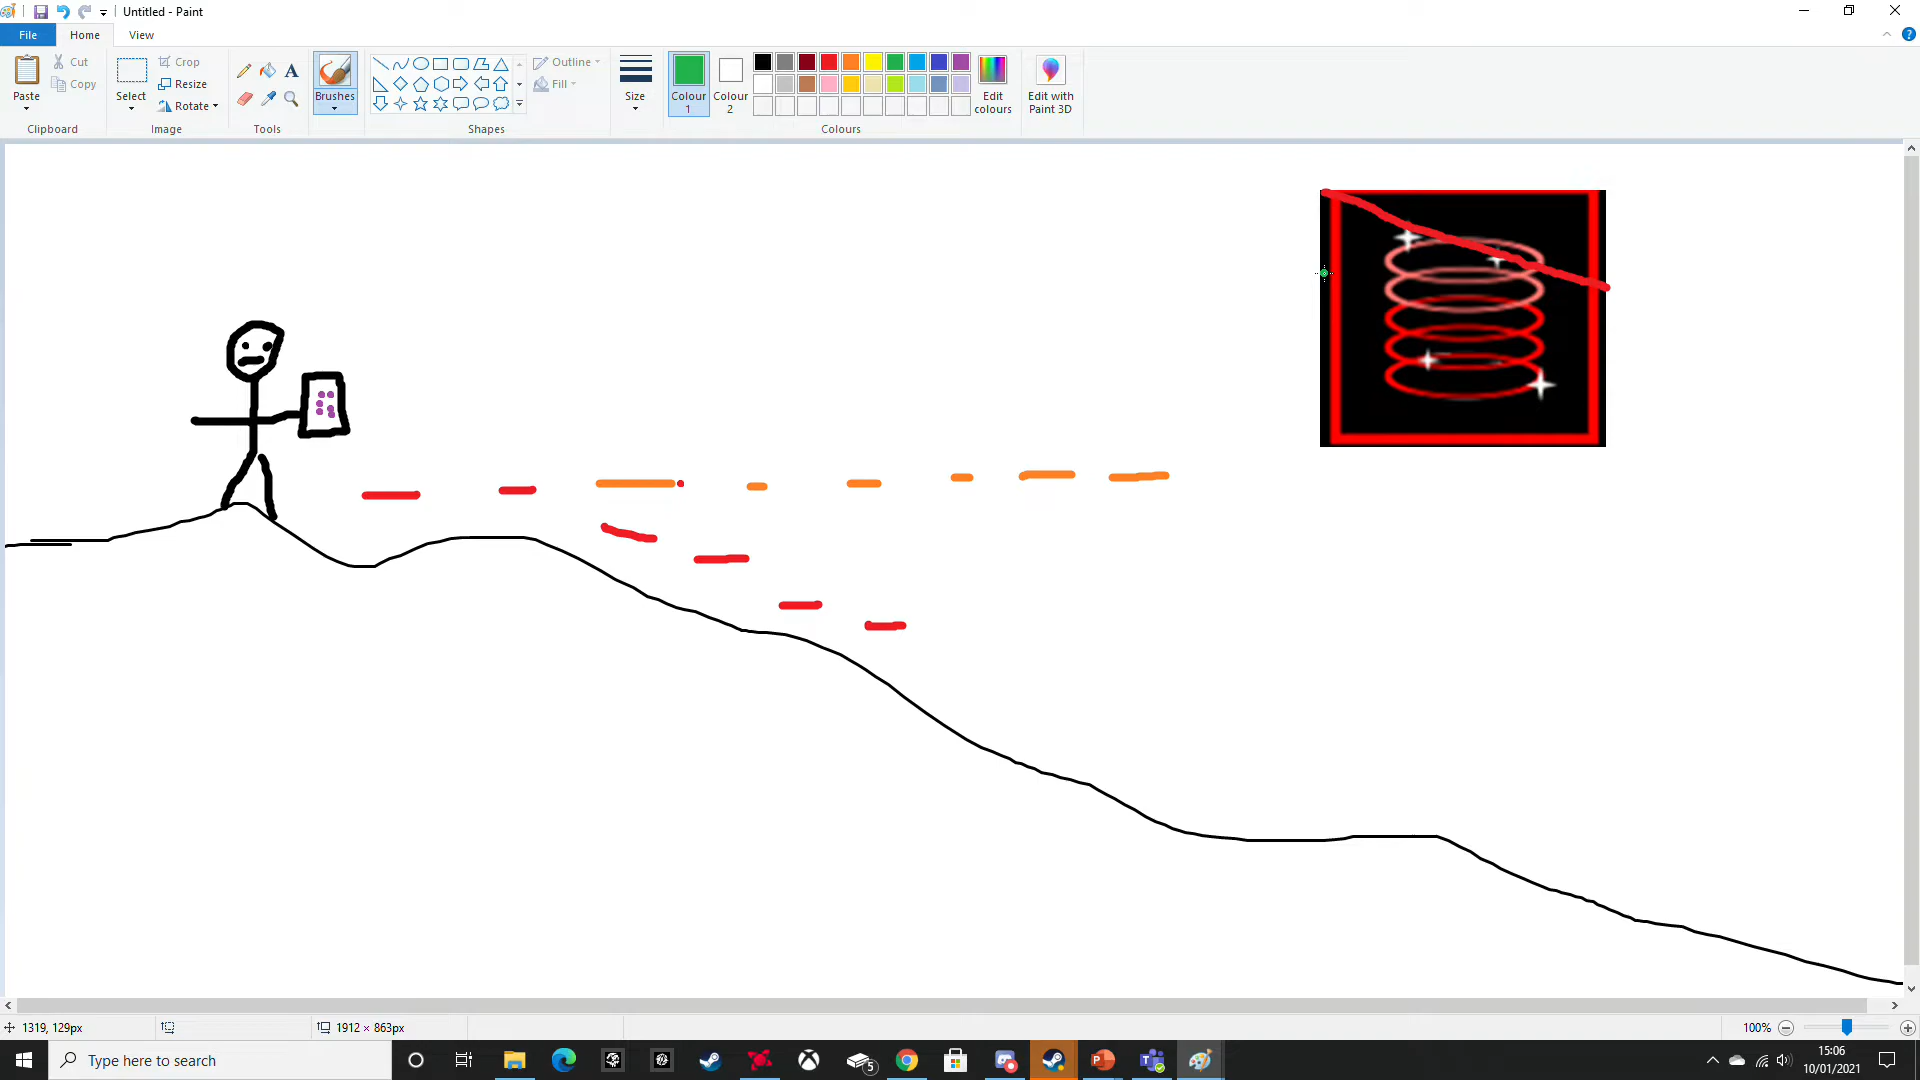 Untitled - Paint
File Home View
Paste
Cut
Copy
Clipboard
Select
Crop
Resize
Rotate
Image
A
Tools
Brushes
Outline
Fill
Shapes
Size
Colour 1
Colour 2
Edit colours
Colours
Edit with Paint 3D
?
1319, 129px
1912 × 863px
100%
Type here to search
5
15:06
10/01/2021